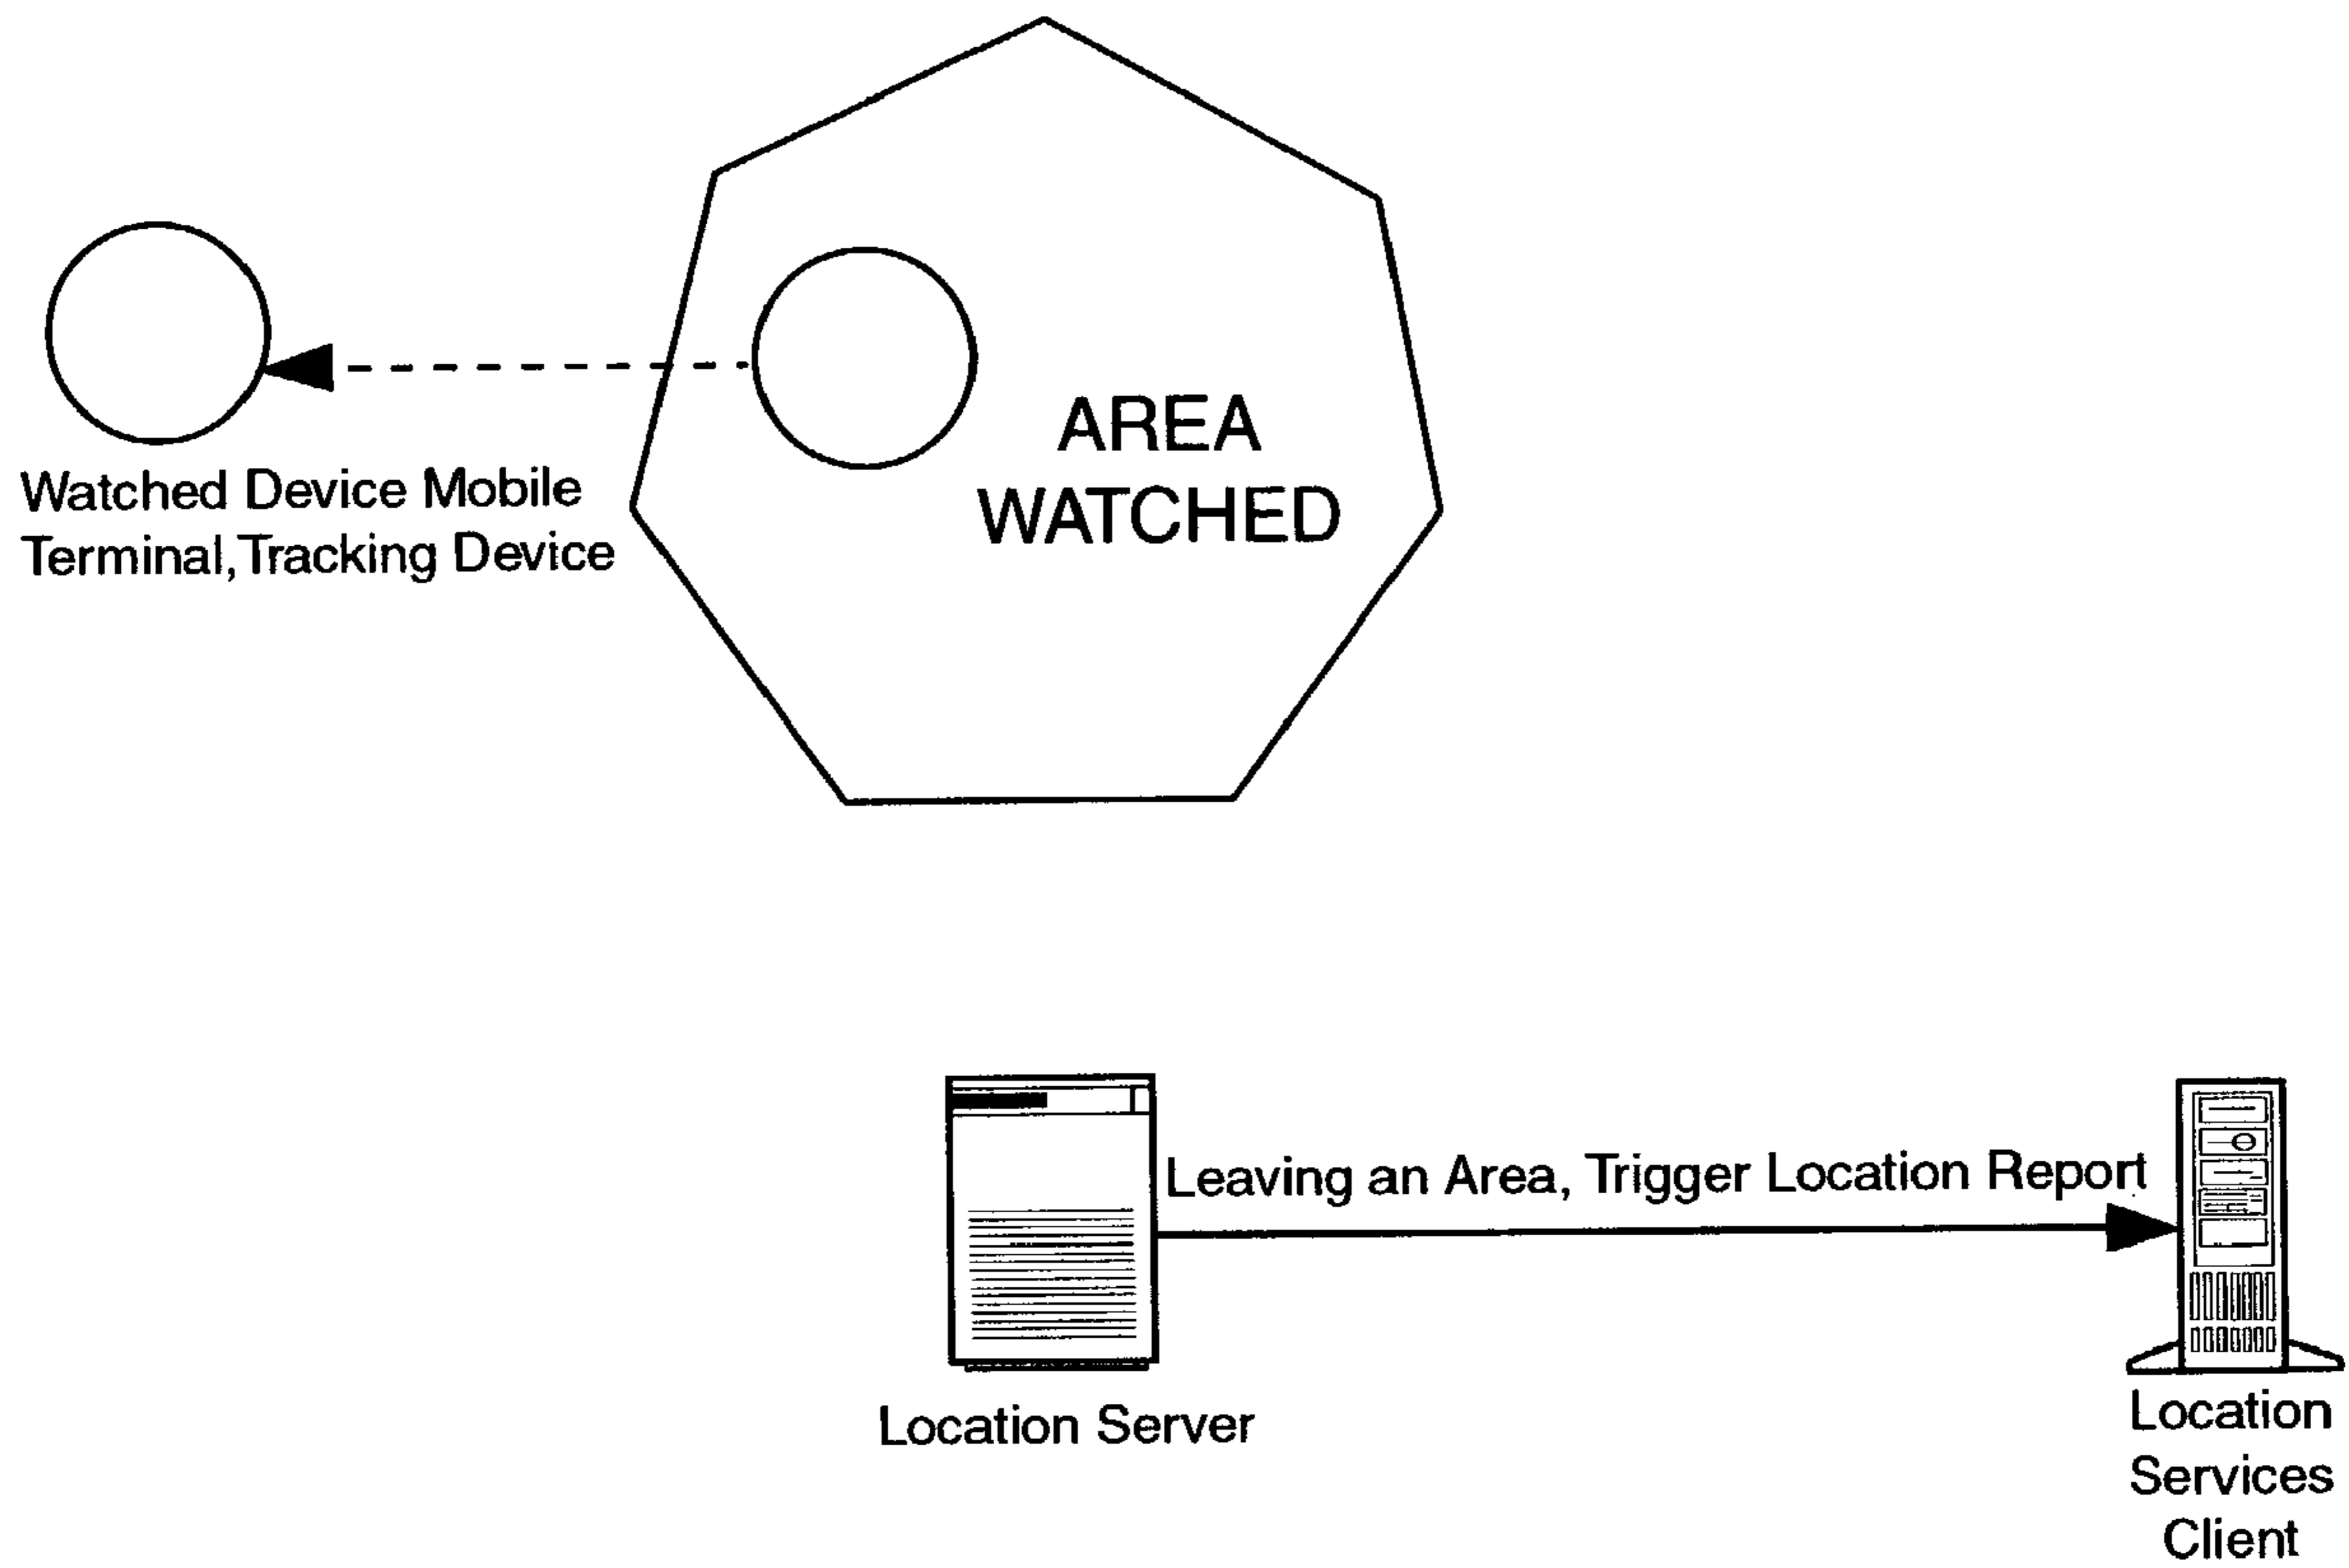 AREA
WATCHED
Watched Device Mobile
Terminal,Tracking Device
Leaving an Area, Trigger Location Report
Location Server
Location
Services
Client